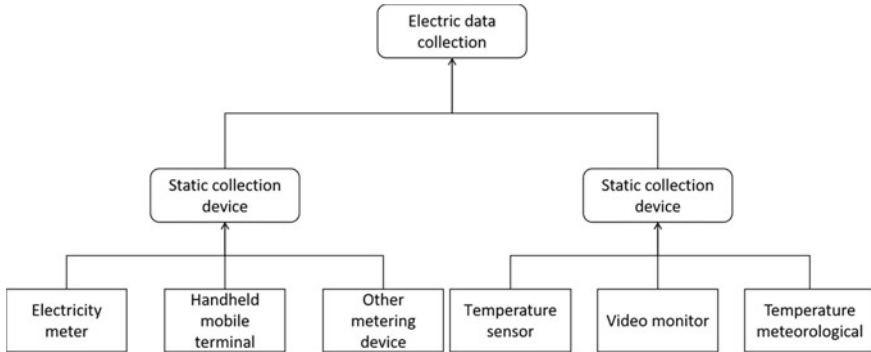 Electric data
collection
Static collection
device
Static collection
device
Electricity
meter
Handheld
mobile
terminal
Other
metering
device
Temperature
sensor
Video monitor
Temperature
meteorological